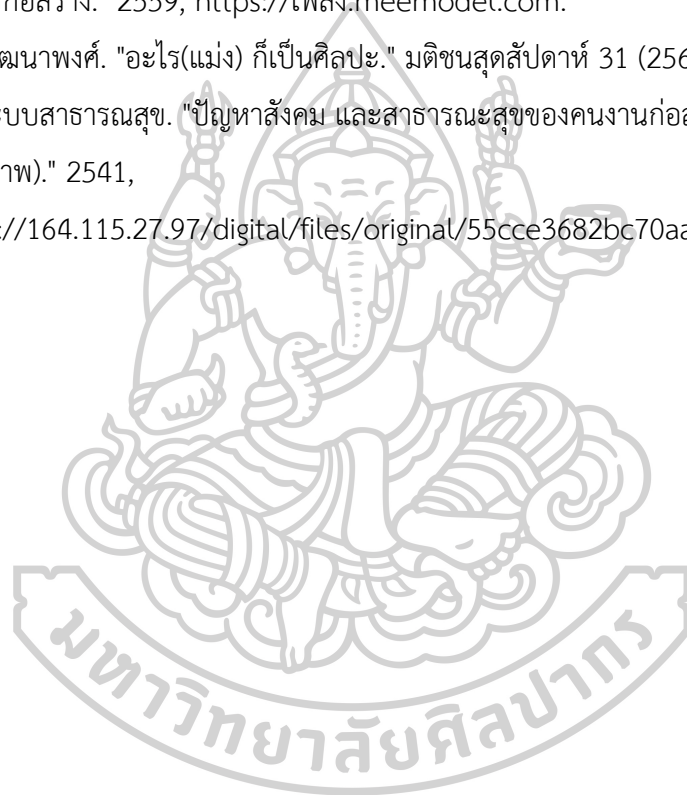 ก่อสร้าง." 2559, https://เพลง.meemodel.com.
ฒนาพงศ์. "อะไร(แม่ง) ก็เป็นศิลปะ." มติชนสุดสัปดาห์ 31 (256
ะบบสาธารณสุข. "ปัญหาสังคม และสาธารณะสุขของคนงานก่อส
าพ)." 2541,
://164.115.27.97/digital/files/original/55cce3682bc70aa
มหาวิทยาลัยศิลปากร